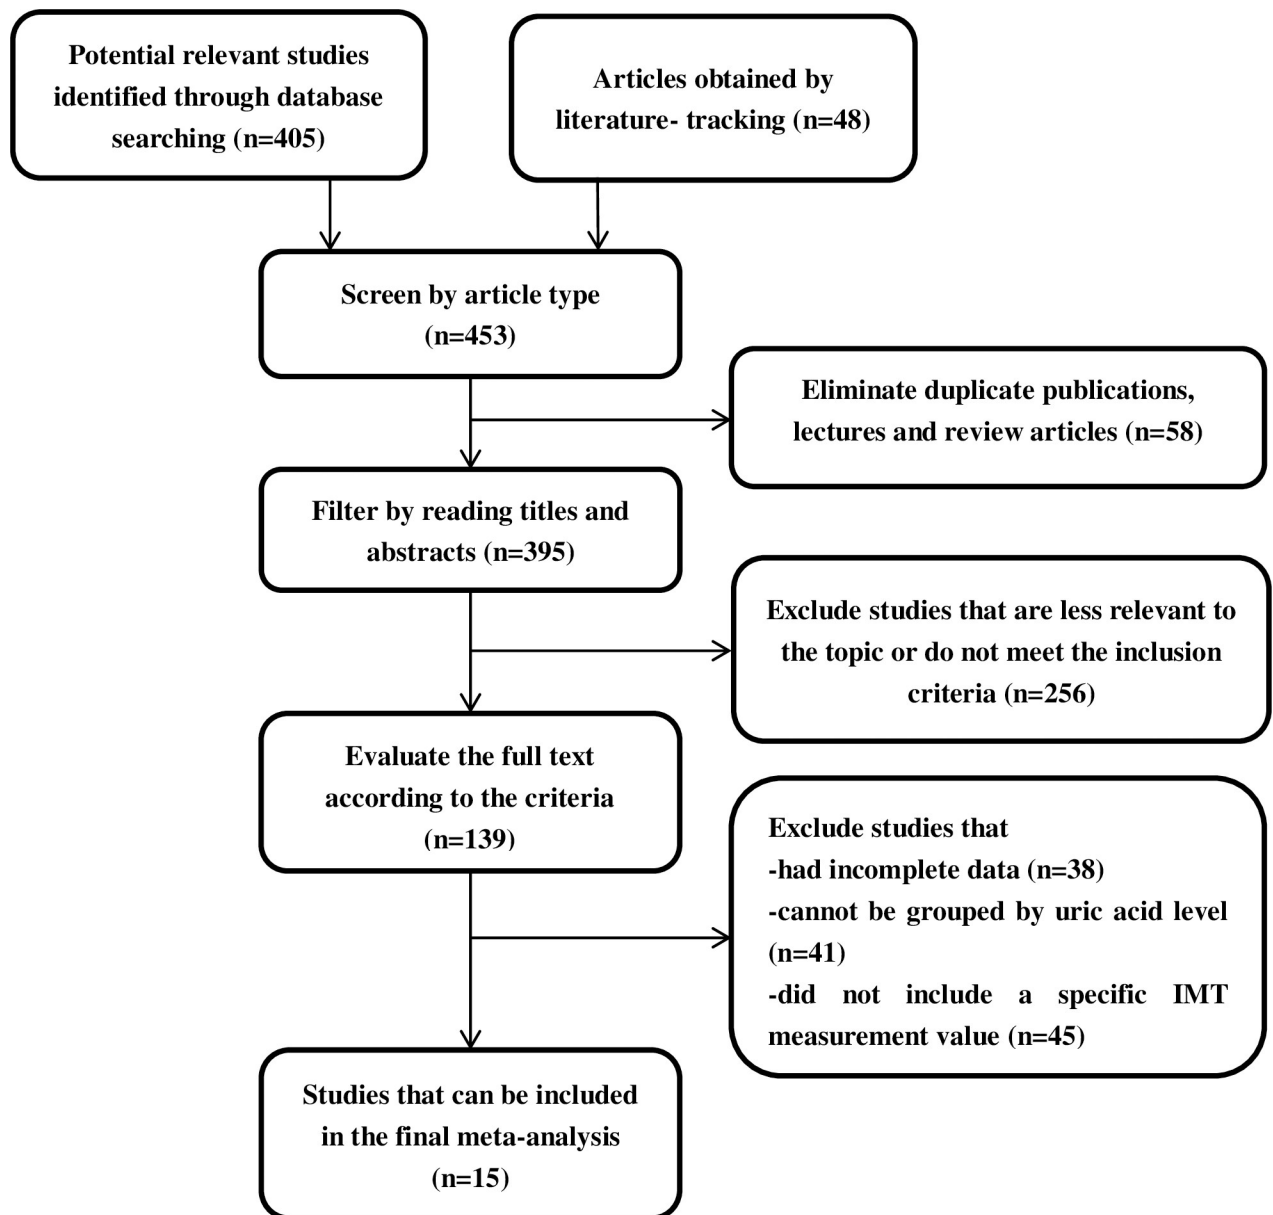 Potential relevant studies
identified through database
searching (n=405)
Articles obtained by
literature- tracking (n=48)
Screen by article type
(n=453)
Eliminate duplicate publications,
lectures and review articles (n=58)
Filter by reading titles and
abstracts (n=395)
Exclude studies that are less relevant to
the topic or do not meet the inclusion
criteria (n=256)
Evaluate the full text
according to the criteria
(n=139)
Exclude studies that
-had incomplete data (n=38)
-cannot be grouped by uric acid level
(n=41)
-did not include a specific IMT
measurement value (n=45)
Studies that can be included
in the final meta-analysis
(n=15)